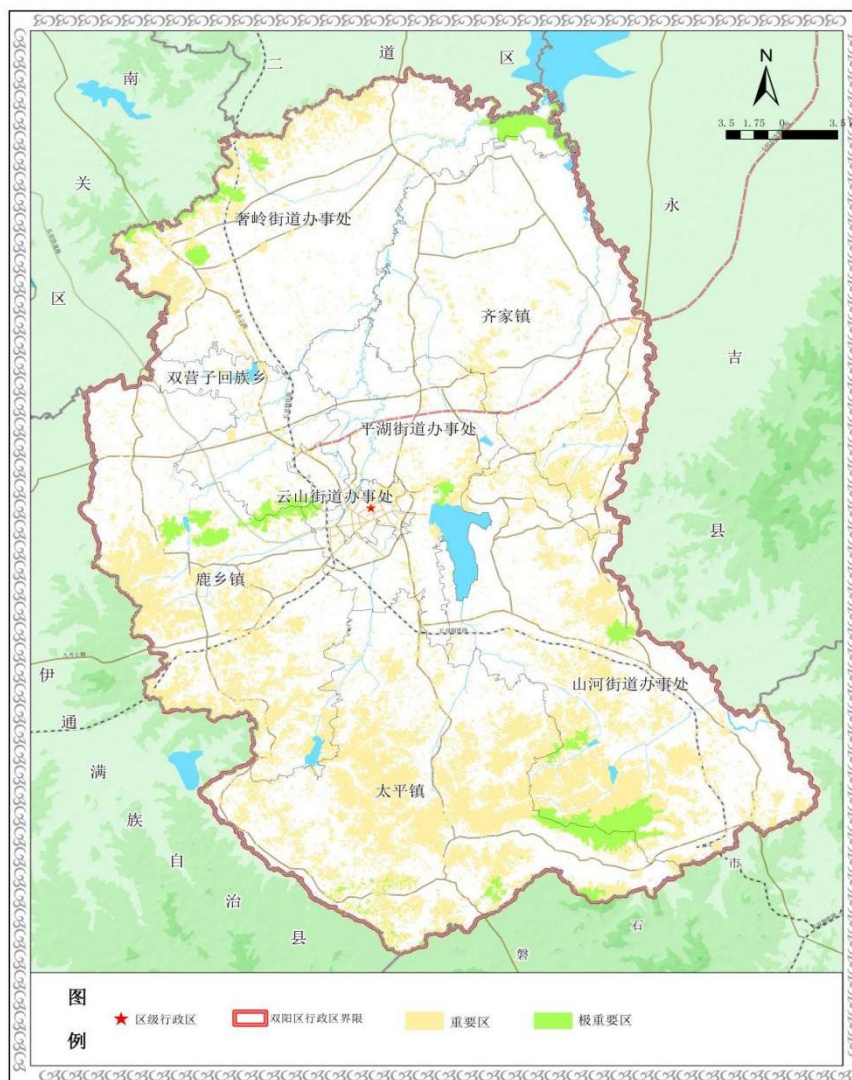 南
二
道
区
N
3.5 1.75 0 3.5
关
永
奢岭街道办事处
区
齐家镇
吉
双营子回族乡
平湖街道办事处
云山街道办事处
县
鹿乡镇
山河街道办事处
伊
通
满
太平镇
族
自
市
治
石
县
磐
图
例
区级行政区
双阳区行政区界限
重要区
极重要区